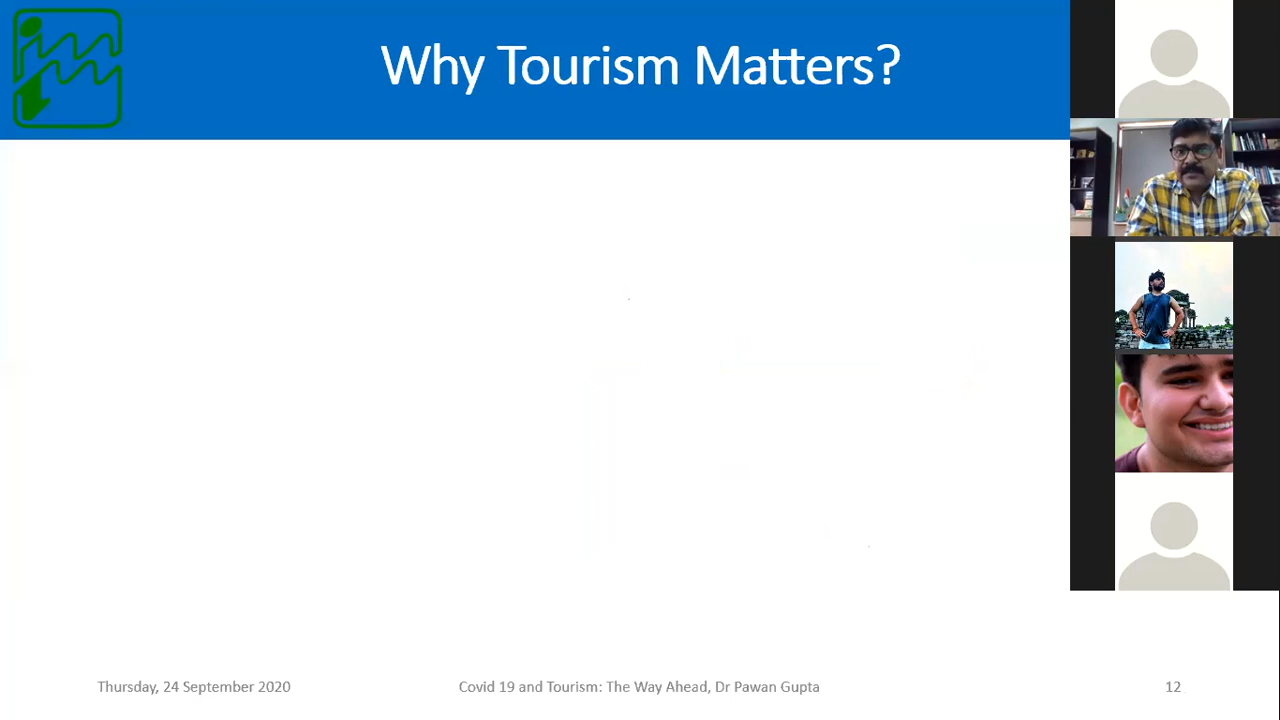 Why Tourism Matters?
Thursday, 24 September 2020
Covid 19 and Tourism: The Way Ahead, Dr Pawan Gupta
12